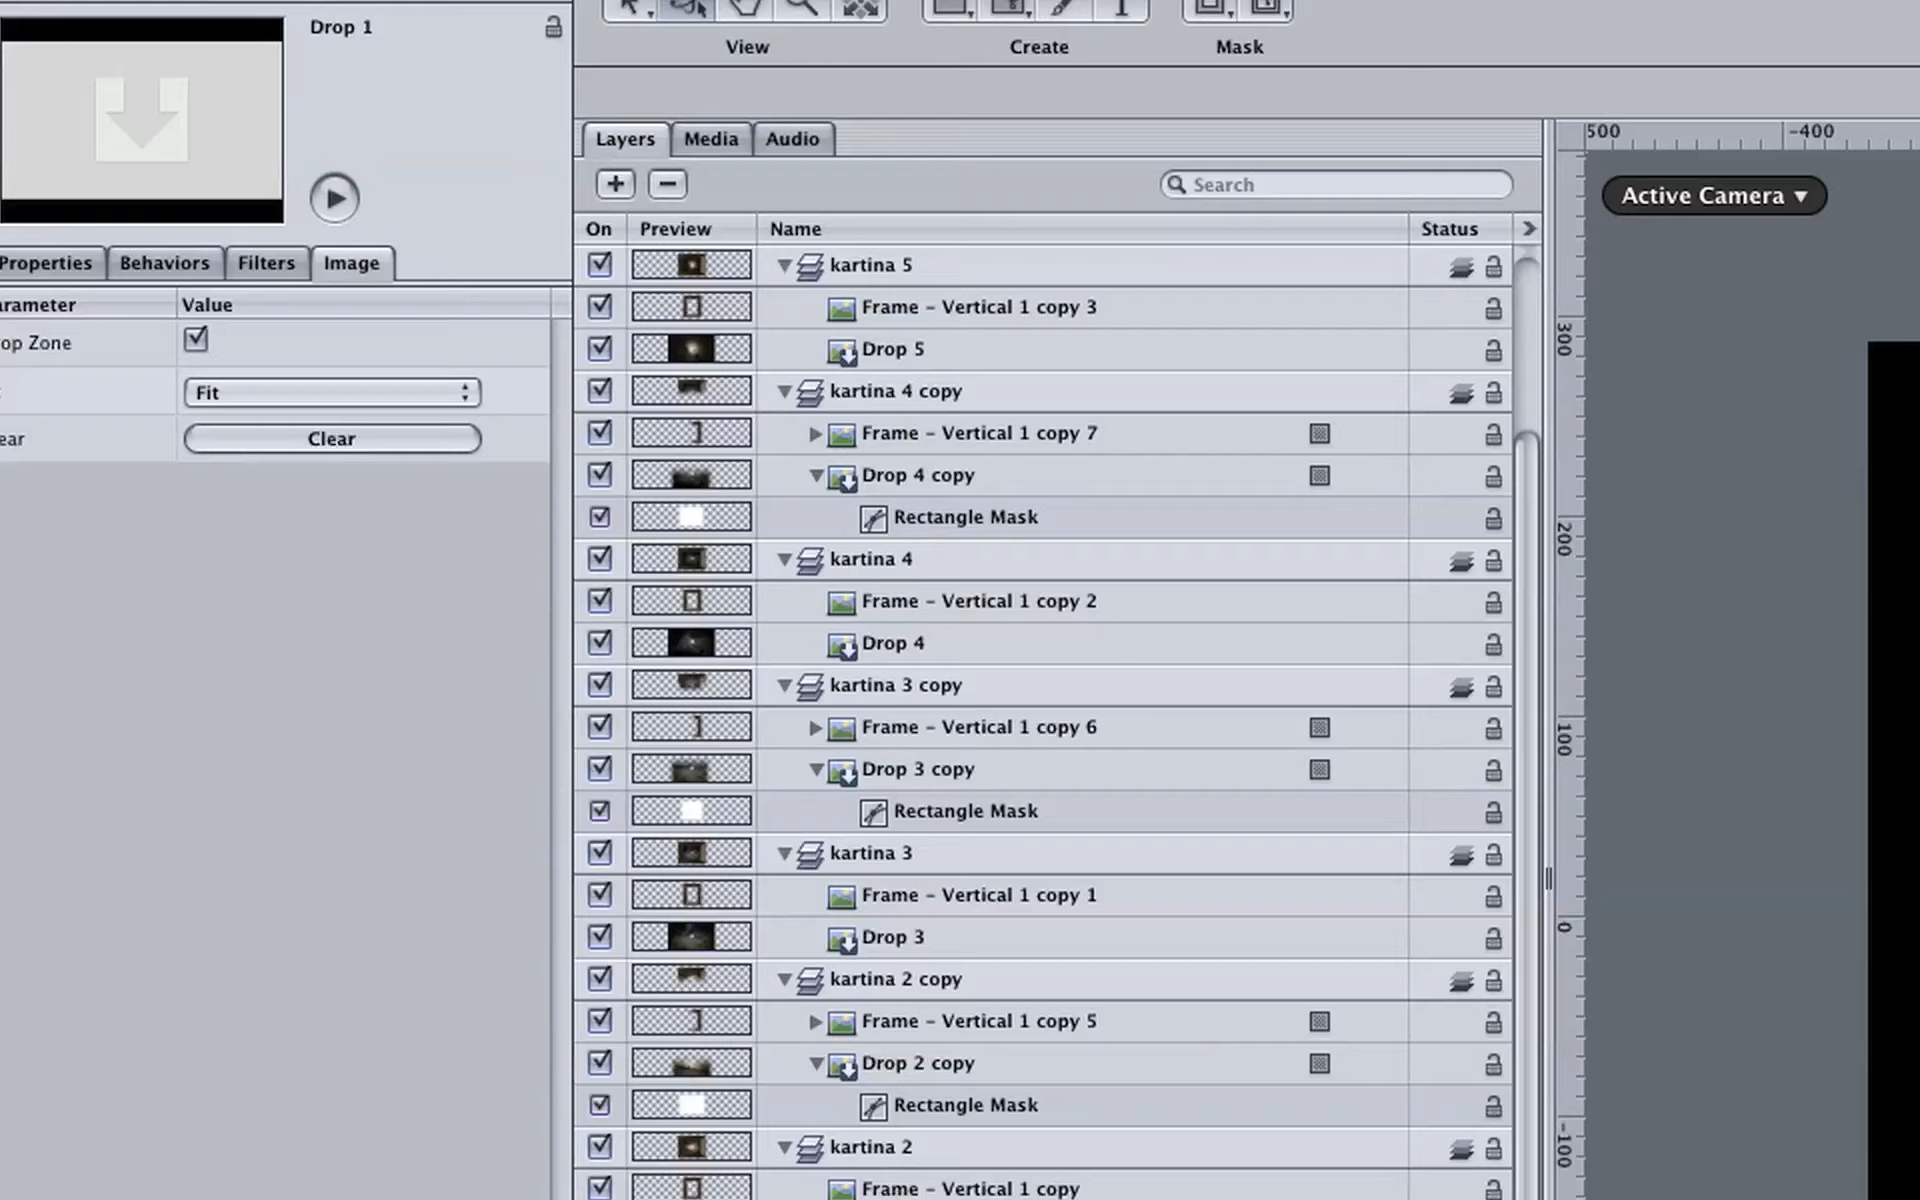 Drop 1
View
Create
Mask
Layers
Media
Audio
500
-400
Search
Active Camera
On
Preview
Name
Status
Properties
Behaviors
Filters
Image
Value
Zone
Fit
Clear
kartina 5
Frame - Vertical 1 copy 3
Drop 5
kartina 4 copy
Frame - Vertical 1 copy 7
Drop 4 copy
Rectangle Mask
kartina 4
Frame - Vertical 1 copy 2
Drop 4
kartina 3 copy
Frame - Vertical 1 copy 6
Drop 3 copy
Rectangle Mask
kartina 3
Frame - Vertical 1 copy 1
Drop 3
kartina 2 copy
Frame - Vertical 1 copy 5
Drop 2 copy
Rectangle Mask
kartina 2
Frame - Vertical 1 copy
300
200
100
0
-100